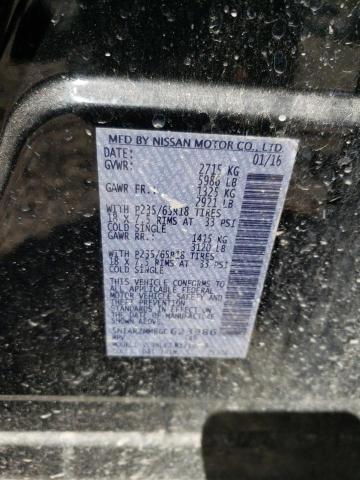 MFD BY NISSAN MOTOR CO., LTD.
DATE: 01/16
GVWR: 2715 KG
5986 LB
GAWR FR: 1325 KG
2921 LB
WITH P235/65R18 TIRES
18 X 7.5 RIMS AT 33 PSI
COLD SINGLE
GAWR RR: 1415 KG
3120 LB
WITH P235/65R18 TIRES
18 X 7.5 RIMS AT 33 PSI
COLD SINGLE
THIS VEHICLE CONFORMS TO
ALL APPLICABLE FEDERAL
MOTOR VEHICLE SAFETY
AND THEFT PREVENTION
STANDARDS IN EFFECT ON
THE DATE OF MANUFACTURE
SHOWN ABOVE.
623986
MPV